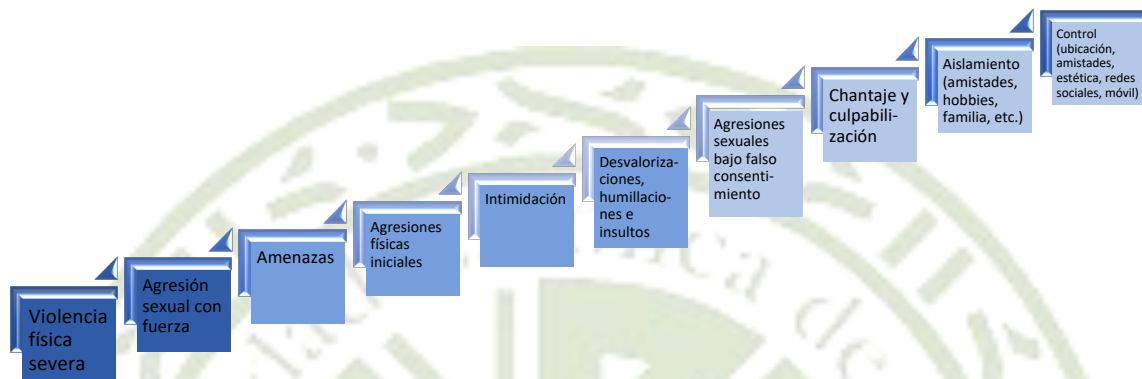 Violencia
física
severa
Agresión
sexual con
fuerza
Amenazas
Agresiones
físicas
iniciales
Intimidación
Desvaloriza-
ciones,
humillacio-
nes e
insultos
Agresiones
sexuales
bajo falso
consenti-
miento
Chantaje y
culpabili-
zación
Aislamiento
(amistades,
hobbies,
familia, etc.)
Control
(ubicación,
amistades,
estética, redes
sociales, móvil)